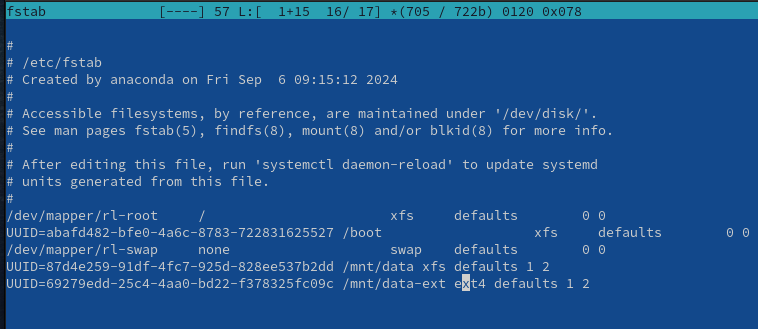 fstab [----] 57 L:[ 1+15 16/ 17] *(705 / 722b) 0120 0x078
#
# /etc/fstab
# Created by anaconda on Fri Sep  6 09:15:12 2024
#
# Accessible filesystems, by reference, are maintained under '/dev/disk/'.
# See man pages fstab(5), findfs(8), mount(8) and/or blkid(8) for more info.
#
# After editing this file, run 'systemctl daemon-reload' to update systemd
# units generated from this file.
#
/dev/mapper/rl-root     /                       xfs     defaults        0 0
UUID=abafd482-bfe0-4a6c-8783-722831625527 /boot                   xfs     defaults        0 0
/dev/mapper/rl-swap     none                    swap    defaults        0 0
UUID=87d4e259-91df-4fc7-925d-828ee537b2dd /mnt/data xfs defaults 1 2
UUID=69279edd-25c4-4aa0-bd22-f378325fc09c /mnt/data-ext ext4 defaults 1 2